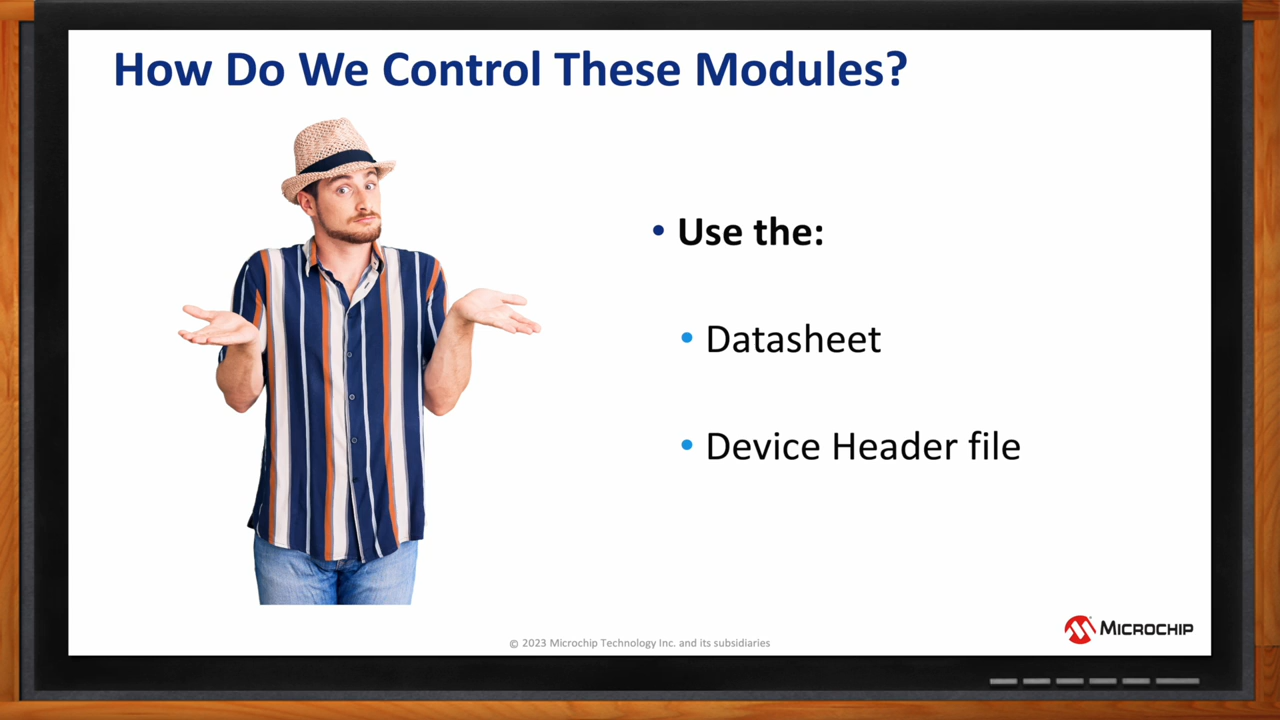 How Do We Control These Modules?
• Use the:
• Datasheet
• Device Header file
© 2023 Microchip Technology Inc. and its subsidiaries
MICROCHIP